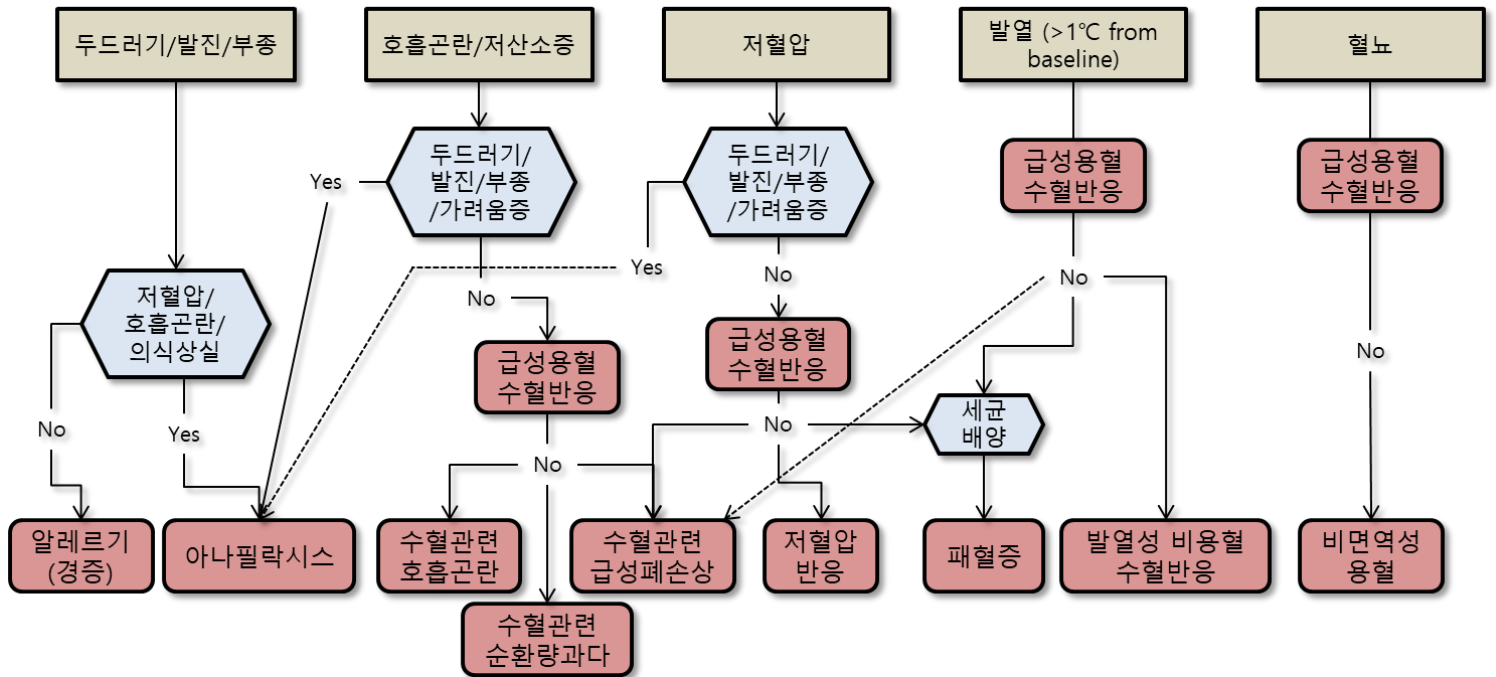 두드러기/발진/부종
호흡곤란/저산소증
저혈압
발열 (>1℃ from
baseline)
혈뇨
두드러기/
발진/부종
/가려움증
두드러기/
발진/부종
/가려움증
급성용혈
수혈반응
급성용혈
수혈반응
Yes
Yes
No
No
No
저혈압/
호흡곤란/
의식상실
급성용혈
수혈반응
급성용혈
수혈반응
No
세균
배양
No
Yes
No
No
알레르기
(경증)
아나필락시스
수혈관련
호흡곤란
수혈관련
급성폐손상
저혈압
반응
패혈증
발열성 비용혈
수혈반응
비면역성
용혈
수혈관련
순환량과다